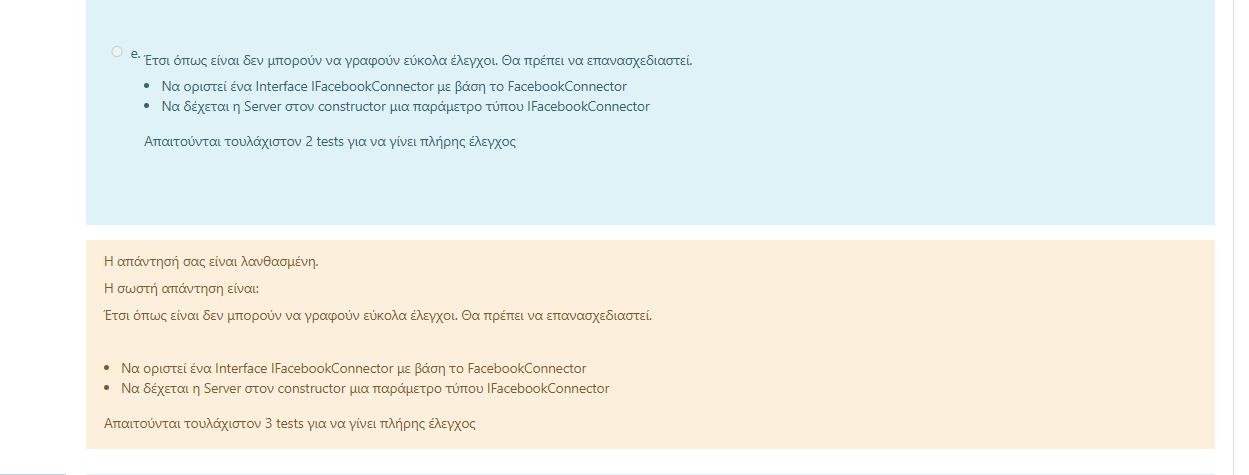 e. Έτσι όπως είναι δεν μπορούν να γραφούν εύκολα έλεγχοι. Θα πρέπει να επανασχεδιαστεί.
• Να οριστεί ένα Interface IFacebookConnector με βάση το FacebookConnector
• Να δέχεται η Server στον constructor μια παράμετρο τύπου IFacebookConnector
Απαιτούνται τουλάχιστον 2 tests για να γίνει πλήρης έλεγχος
Η απάντησή σας είναι λανθασμένη.
Η σωστή απάντηση είναι:
Έτσι όπως είναι δεν μπορούν να γραφούν εύκολα έλεγχοι. Θα πρέπει να επανασχεδιαστεί.
• Να οριστεί ένα Interface IFacebookConnector με βάση το FacebookConnector
• Να δέχεται η Server στον constructor μια παράμετρο τύπου IFacebookConnector
Απαιτούνται τουλάχιστον 3 tests για να γίνει πλήρης έλεγχος